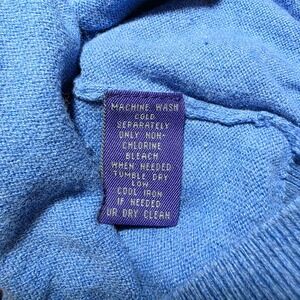 MACHINE WASH
COLD
SEPARATELY
ONLY NON-
CHLORINE
BLEACH
WHEN NEEDED
TUMBLE DRY
LOW
COOL IRON
IF NEEDED
OR DRY CLEAN